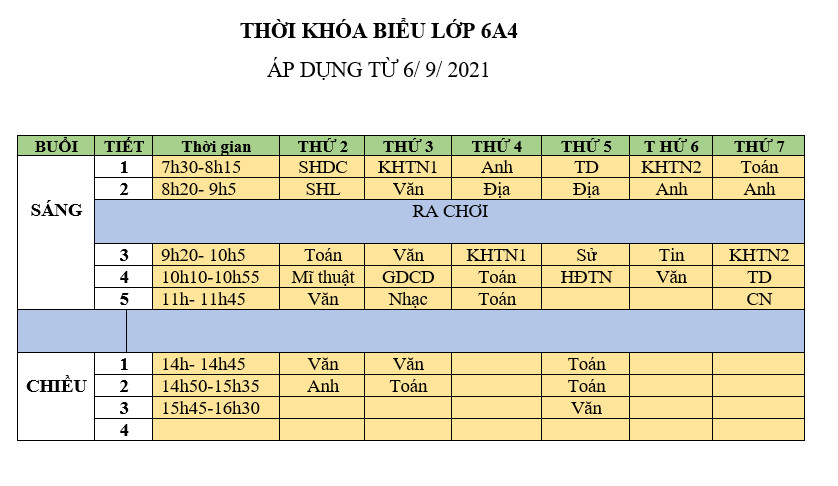 THỜI KHÓA BIỂU LỚP 6A4
ÁP DỤNG TỪ 6/ 9/ 2021
BUỔI TIẾT Thời gian THỨ 2 THỨ 3 THỨ 4 THỨ 5 T HỨ 6 THỨ 7
1 7h30-8h15 SHDC KHTN1 Anh TD KHTN2 Toán
2 8h20- 9h5 SHL Văn Địa Địa Anh Anh
SÁNG RA CHƠI
3 9h20- 10h5 Toán Văn KHTN1 Sử Tin KHTN2
4 10h10-10h55 Mĩ thuật GDCD Toán HĐTN Văn TD
5 11h- 11h45 Văn Nhạc Toán CN
1 14h- 14h45 Văn Văn Toán
CHIỀU 2 14h50-15h35 Anh Toán Toán
3 15h45-16h30 Văn
4